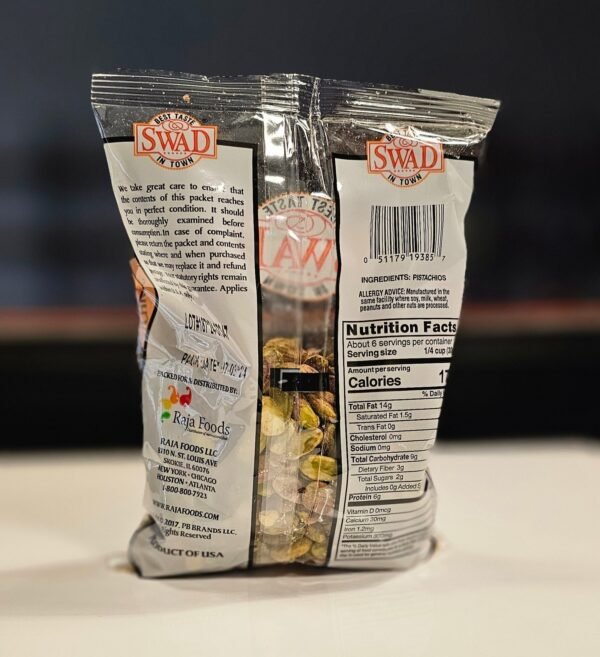 BEST TASTE
SWAD
IN TOWN
We take great care to that
the contents of this packet reaches
you in perfect condition. It should
be thoroughly examined before
consumption. In case of complaint,
please return the packet and contents
stating where and when purchased
so that we may replace it and refund
statutory rights remain
guarantee. Applies
PACKED FOR & DISTRIBUTED BY:
Raja Foods
RAJA FOODS LLC
8110 N. ST. LOUIS AVE
SKOKIE, IL 60076
NEW YORK • CHICAGO
HOUSTON • ATLANTA
1-800-800-7923
WWW.RAJAFOODS.COM
2017, PB BRANDS LLC.
Rights Reserved
PRODUCT OF USA
BEST TASTE
SWAD
BEST TASTE
SWAD
IN TOWN
0 51179 19385 7
INGREDIENTS: PISTACHIOS
ALLERGY ADVICE: Manufactured in the
same facility where soy, milk, wheat,
peanuts and other nuts are processed.
Nutrition Facts
About 6 servings per container
Serving size 1/4 cup
Amount per serving
Calories 17
% Daily
Total Fat 14g
Saturated Fat 1.5g
Trans Fat 0g
Cholesterol 0mg
Sodium 0mg
Total Carbohydrate 9g
Dietary Fiber 3g
Total Sugars 2g
Includes 0g Added S
Protein 6g
Vitamin D 0mcg
Calcium 30mg
Iron 1.2mg
Potassium